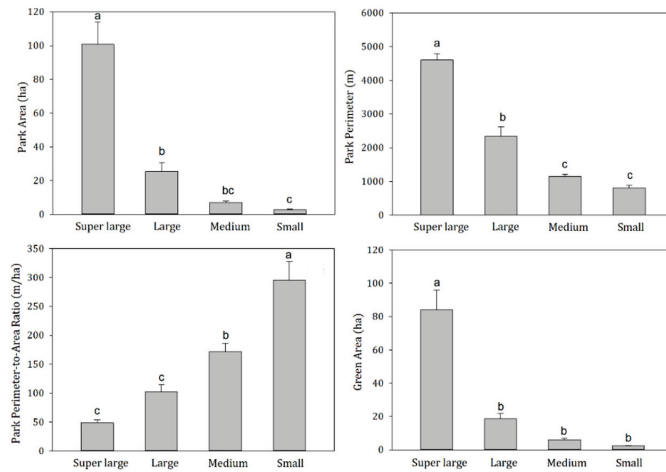 Park Area (ha)
120
100
80
60
40
20
0
a
b
bc
c
Super large Large Medium Small
Park Perimeter (m)
6000
5000
4000
3000
2000
1000
0
a
b
c
c
Super large Large Medium Small
Park Perimeter-to-Area Ratio (m/ha)
350
300
250
200
150
100
50
0
c
c
b
a
Super large Large Medium Small
Green Area (ha)
120
80
60
40
20
0
a
b
b
b
Super large Large Medium Small